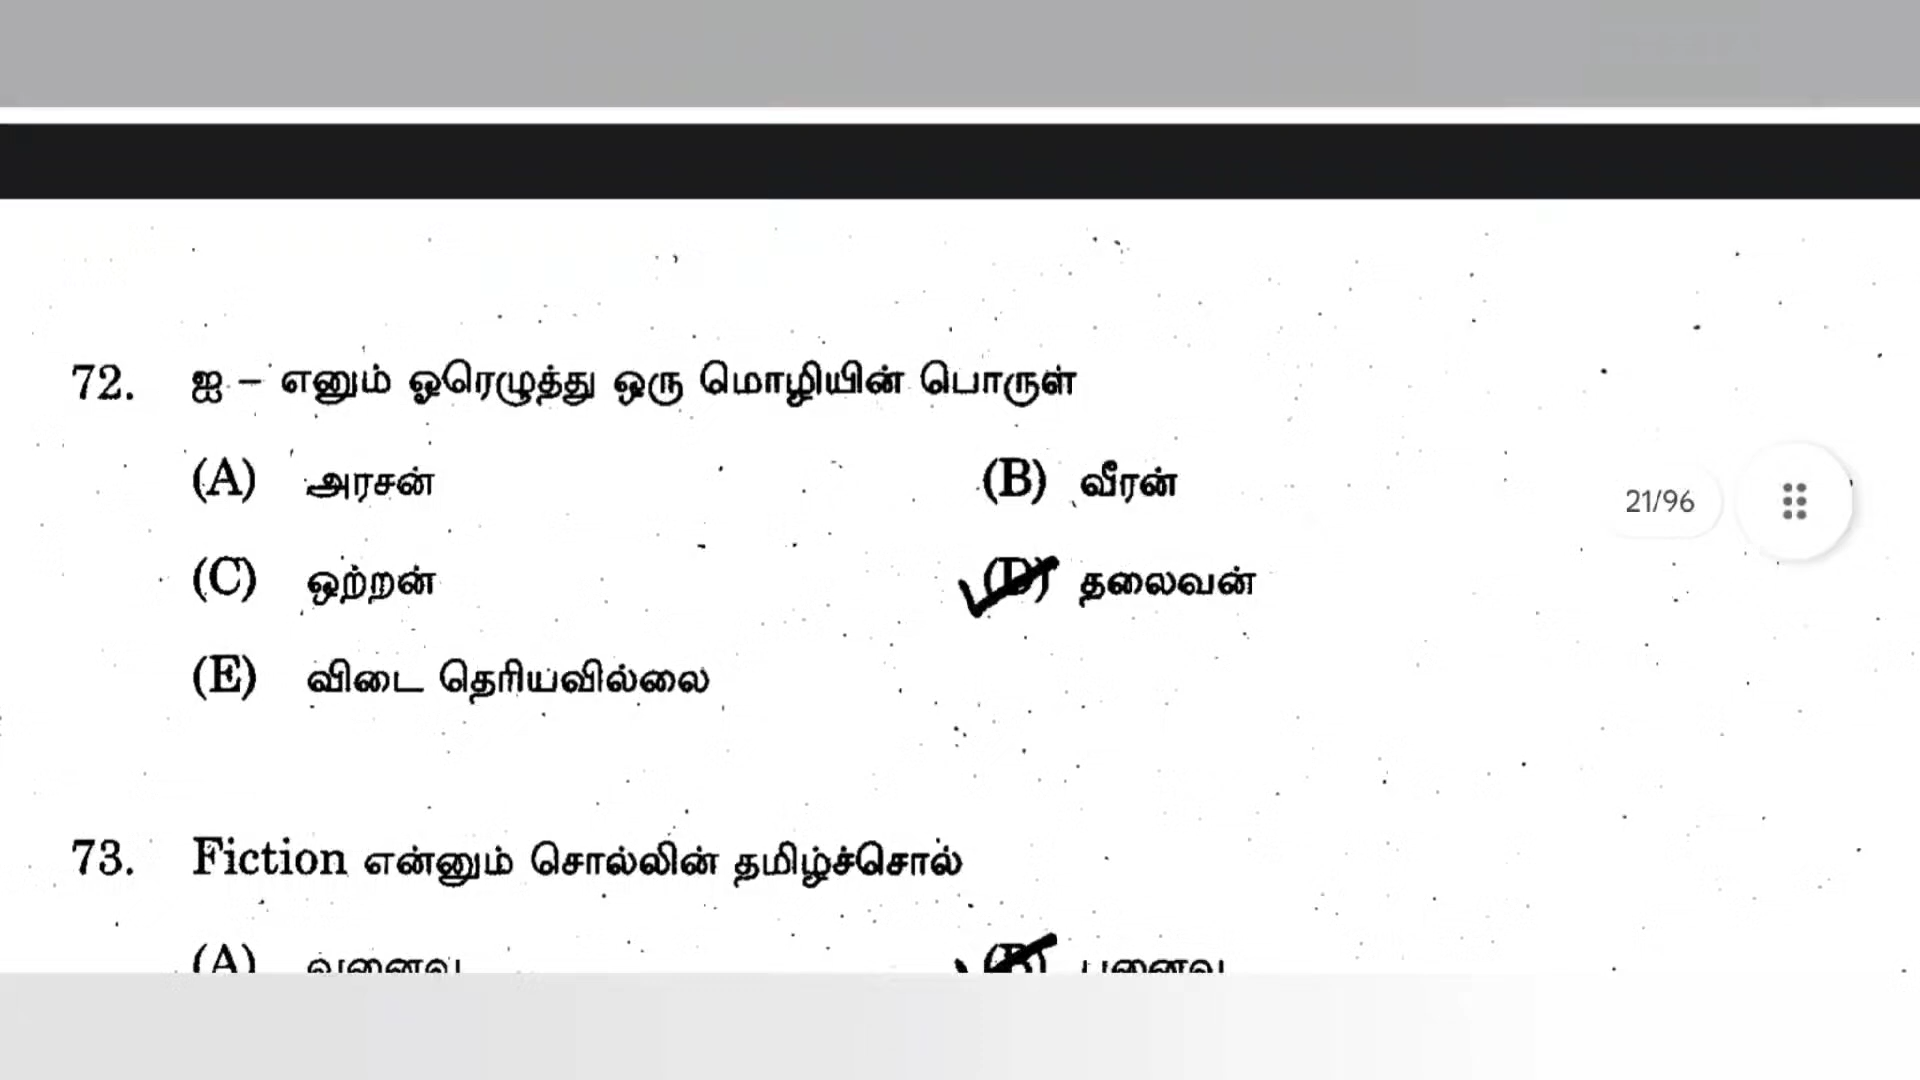 72. ஐ – எனும் ஓரெழுத்து ஒரு மொழியின் பொருள்
(A) அரசன் (B) வீரன்
21/96
(C) ஒற்றன் (D) தலைவன்
(E) விடை தெரியவில்லை
73. Fiction என்னும் சொல்லின் தமிழ்ச்சொல்
(A) (B)